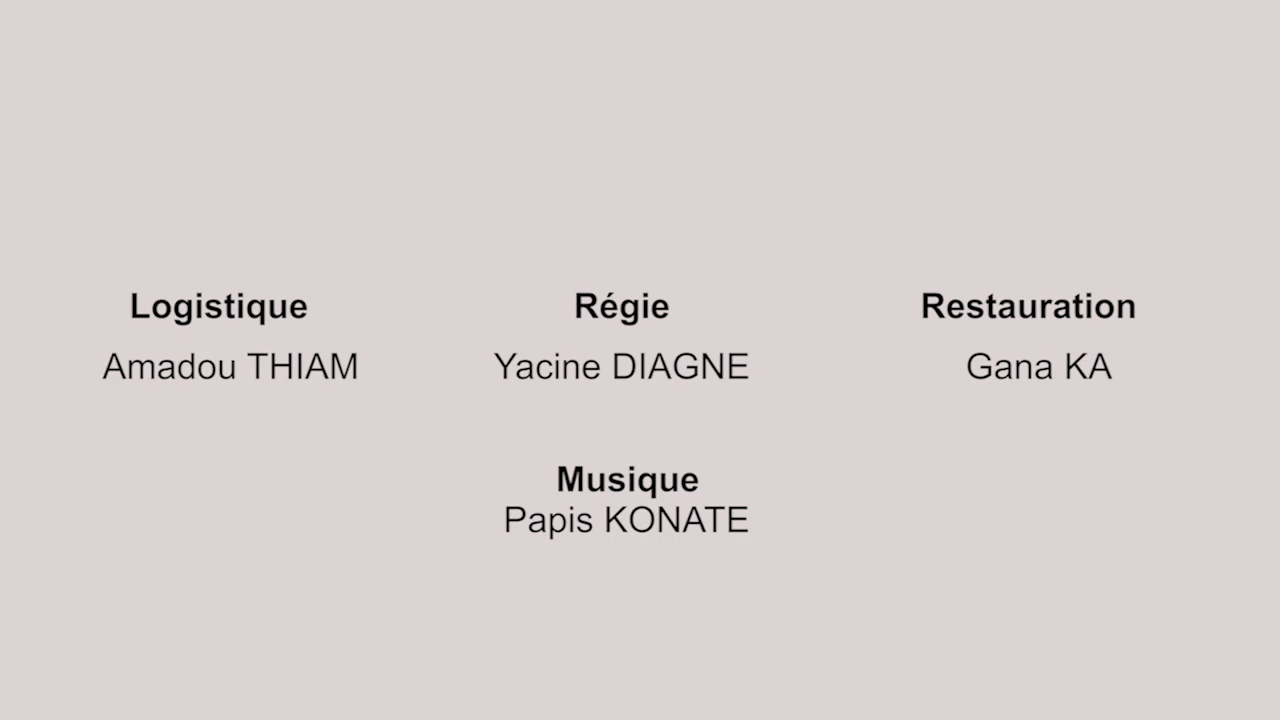 Logistique Régie Restauration
Amadou THIAM Yacine DIAGNE Gana KA
Musique
Papis KONATE